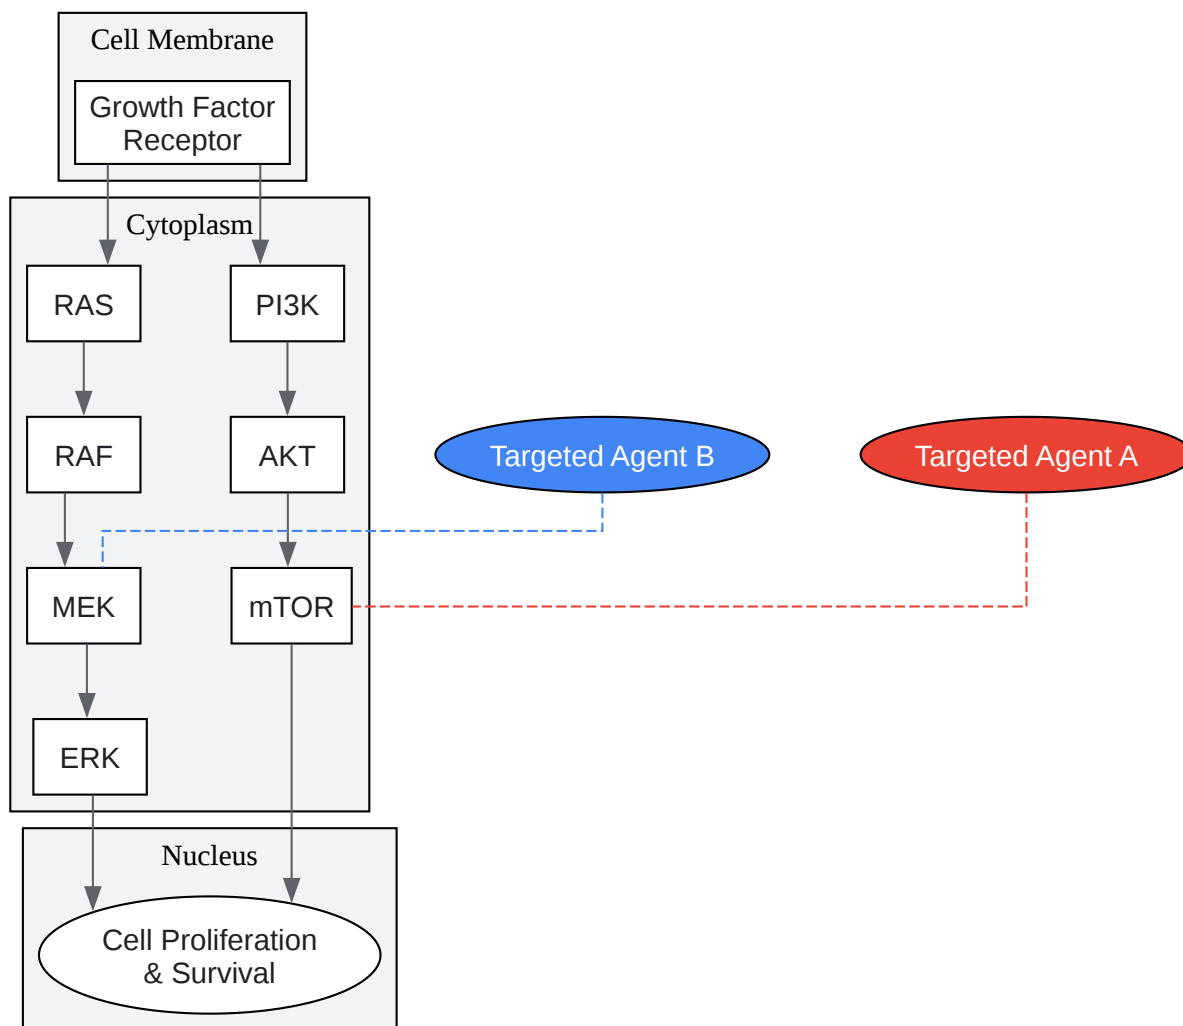 Cell Membrane
Growth Factor
Receptor
Cytoplasm
RAS
PI3K
RAF
AKT
Targeted Agent B
Targeted Agent A
MEK
mTOR
ERK
Nucleus
Cell Proliferation
& Survival